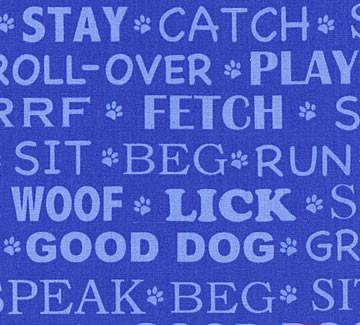 STAY CATCH S
ROLL-OVER PLAY
RRF FETCH S
SIT BEG RUN
WOOF LICK S
GOOD DOG GR
SPEAK BEG SIT